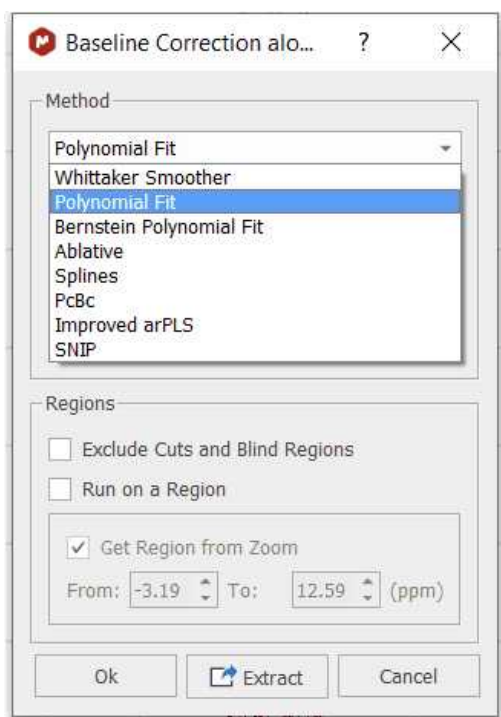 Baseline Correction alo... ? ×
Method
Polynomial Fit
Whittaker Smoother
Polynomial Fit
Bernstein Polynomial Fit
Ablative
Splines
PcBc
Improved arPLS
SNIP
Regions
Exclude Cuts and Blind Regions
Run on a Region
Get Region from Zoom
From: -3.19 To: 12.59 (ppm)
Ok Extract Cancel